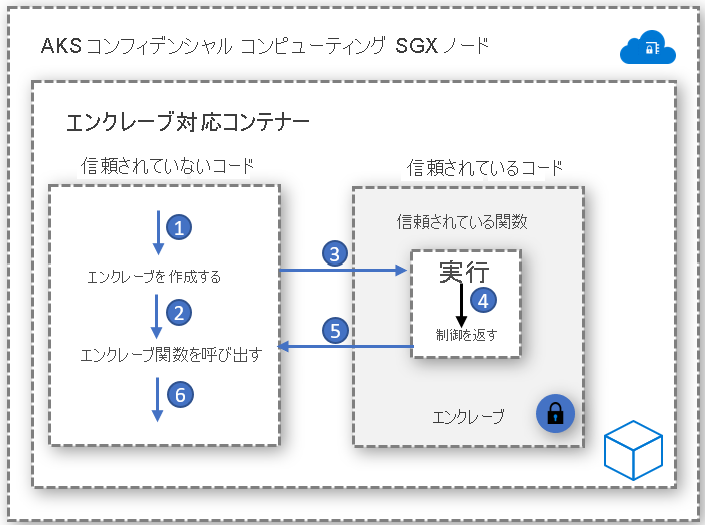 AKS コンフィデンシャル コンピューティング SGX ノード
エンクレーブ対応コンテナー
信頼されていないコード
信頼されているコード
信頼されている関数
1
エンクレーブを作成する
2
エンクレーブ関数を呼び出す
6
3
5
実行
4
制御を返す
エンクレーブ